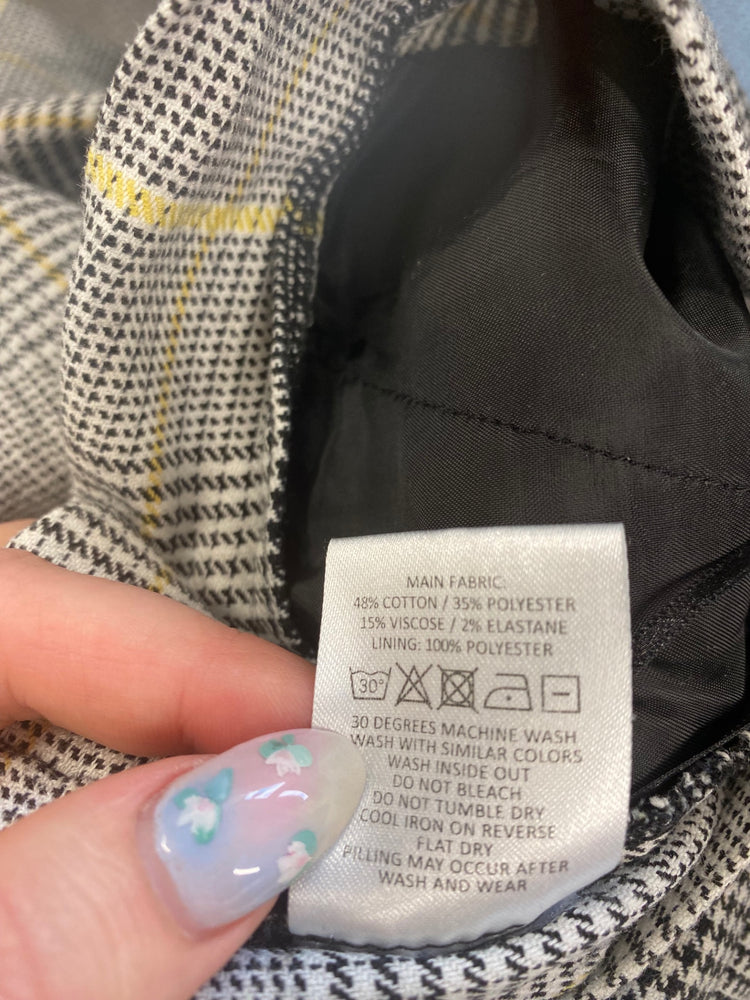 MAIN FABRIC:
48% COTTON / 35% POLYESTER
15% VISCOSE / 2% ELASTANE
LINING: 100% POLYESTER
30°
30 DEGREES MACHINE WASH
WASH WITH SIMILAR COLORS
WASH INSIDE OUT
DO NOT BLEACH
DO NOT TUMBLE DRY
COOL IRON ON REVERSE
FLAT DRY
PILLING MAY OCCUR AFTER
WASH AND WEAR